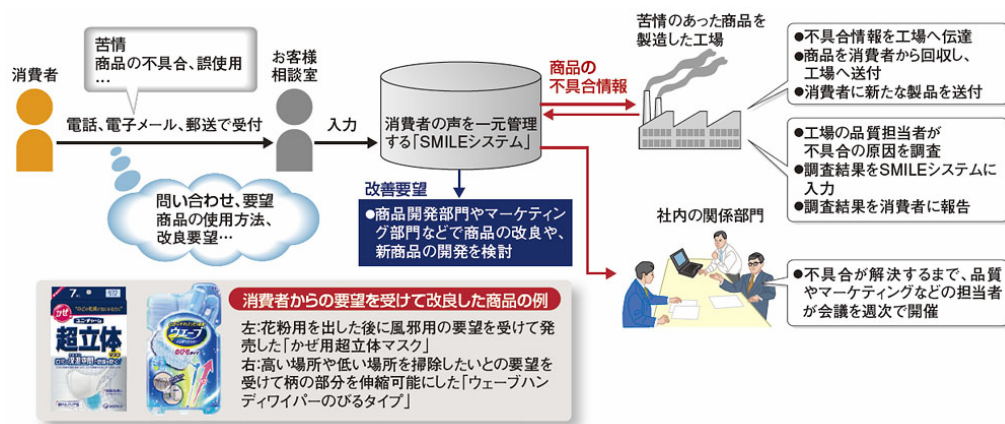 苦情
商品の不具合、誤使用
…
消費者
お客様
相談室
電話、電子メール、郵送で受付
入力
問い合わせ、要望
商品の使用方法、
改良要望…
消費者の声を一元管理
する「SMILEシステム」
商品の
不具合情報
改善要望
●商品開発部門やマーケティ
ング部門などで商品の改良や、
新商品の開発を検討
苦情のあった商品を
製造した工場
●不具合情報を工場へ伝達
●商品を消費者から回収し、
工場へ送付
●消費者に新たな製品を送付
●工場の品質担当者が
不具合の原因を調査
●調査結果をSMILEシステムに
入力
●調査結果を消費者に報告
社内の関係部門
●不具合が解決するまで、品質
やマーケティングなどの担当者
が会議を週次で開催
消費者からの要望を受けて改良した商品の例
左:花粉用を出した後に風邪用の要望を受けて発
売した「かぜ用超立体マスク」
右:高い場所や低い場所を掃除したいとの要望を
受けて柄の部分を伸縮可能にした「ウェーブハン
ディワイパーのびるタイプ」
7
かぜ
ユニ・チャーム
超立体
マスク
ウェーブ